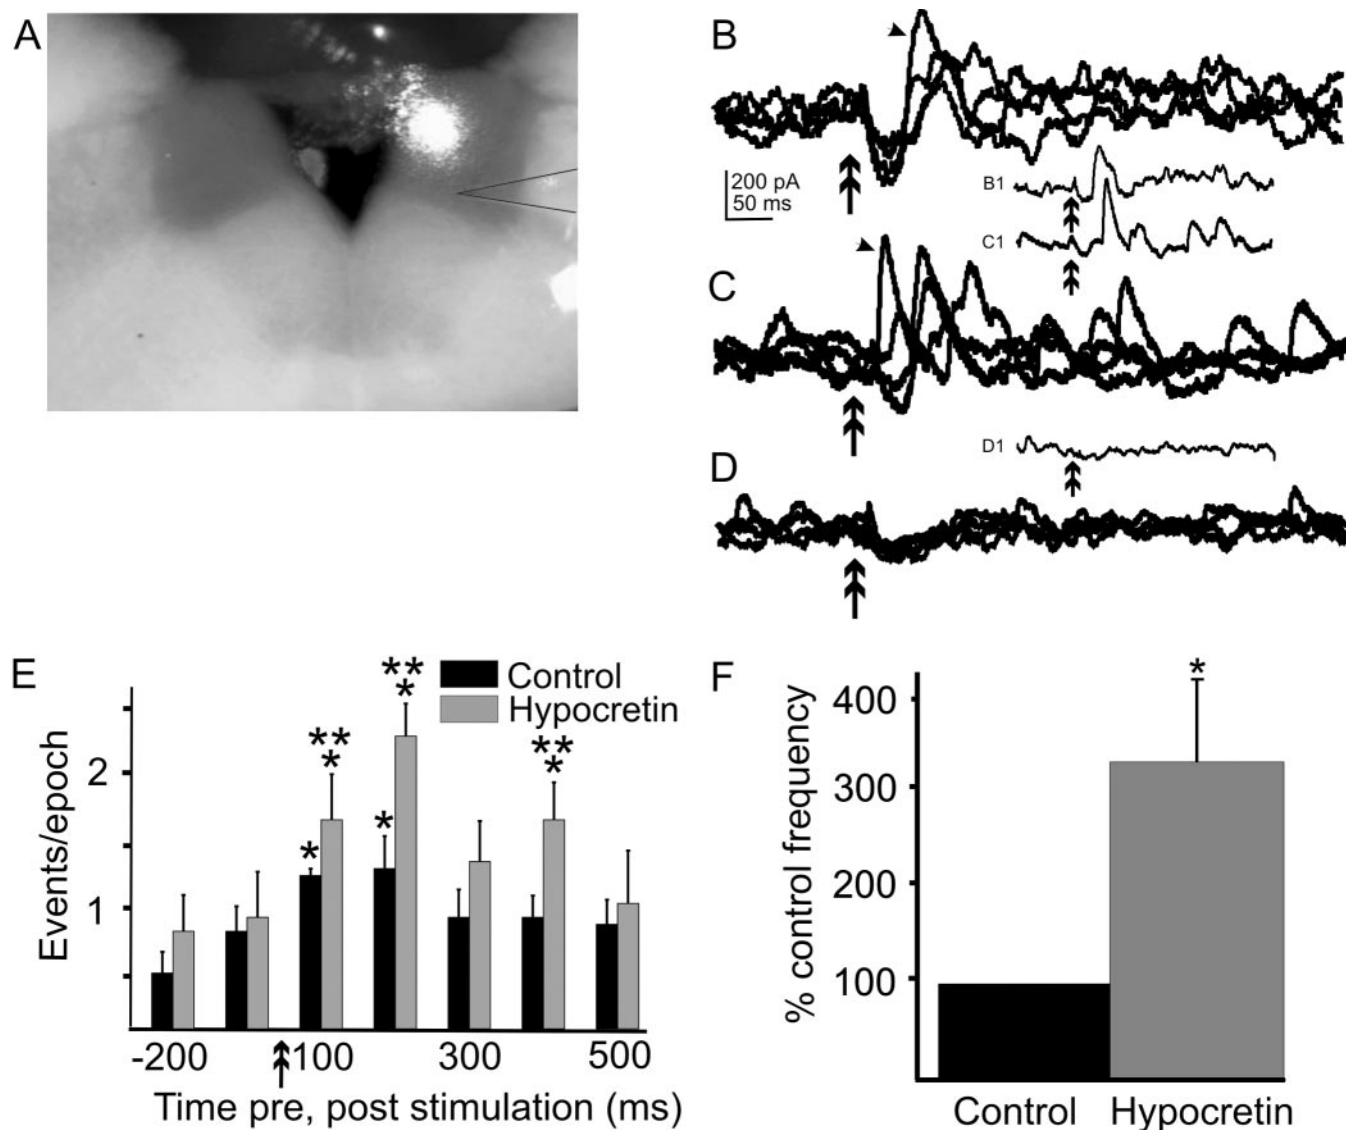 A
B
200 pA
50 ms
B1
C1
C
D1
D
E
Control
Hypocretin
** ** **
* * * * *
Events/epoch
2
1
-200 100 300 500
Time pre, post stimulation (ms)
F
*
% control frequency
400
300
200
100
Control Hypocretin